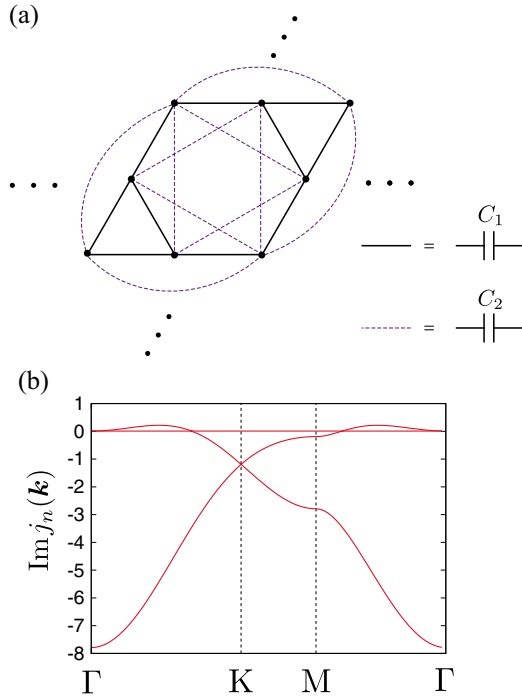 (a)
C₁
=
C₂
=
(b)
1
0
-1
-2
-3
-4
-5
-6
-7
-8
Im jₙ(k)
Γ K M Γ